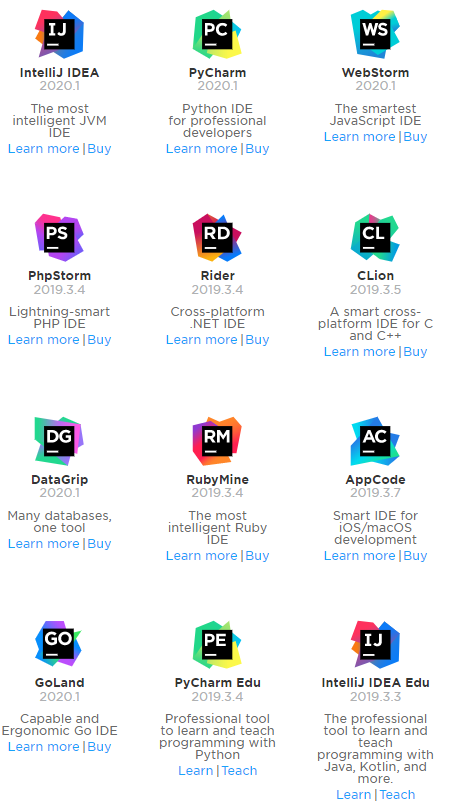 IJ
IntelliJ IDEA
2020.1
The most
intelligent JVM
IDE
Learn more | Buy
PC
PyCharm
2020.1
Python IDE
for professional
developers
Learn more | Buy
WS
WebStorm
2020.1
The smartest
JavaScript IDE
Learn more | Buy
PS
PhpStorm
2019.3.4
Lightning-smart
PHP IDE
Learn more | Buy
RD
Rider
2019.3.4
Cross-platform
.NET IDE
Learn more | Buy
CL
CLion
2019.3.5
A smart cross-
platform IDE for C
and C++
Learn more | Buy
DG
DataGrip
2020.1
Many databases,
one tool
Learn more | Buy
RM
RubyMine
2019.3.4
The most
intelligent Ruby
IDE
Learn more | Buy
AC
AppCode
2019.3.7
Smart IDE for
iOS/macOS
development
Learn more | Buy
GO
GoLand
2020.1
Capable and
Ergonomic Go IDE
Learn more | Buy
PE
PyCharm Edu
2019.3.4
Professional tool
to learn and teach
programming with
Python
Learn | Teach
IJ
IntelliJ IDEA Edu
2019.3.3
The professional
tool to learn and
teach
programming with
Java, Kotlin, and
more.
Learn | Teach